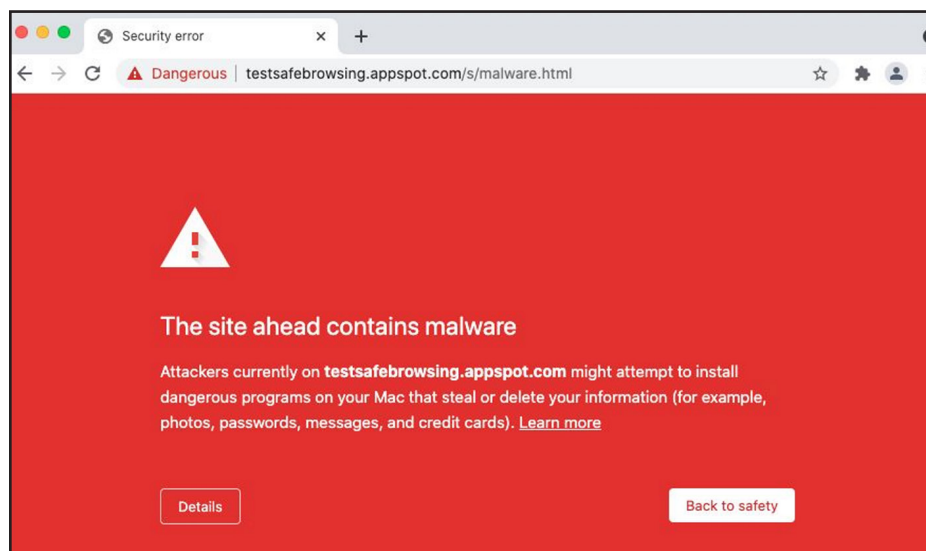 Security error
Dangerous testsafebrowsing.appspot.com/s/malware.html
The site ahead contains malware
Attackers currently on testsafebrowsing.appspot.com might attempt to install
dangerous programs on your Mac that steal or delete your information (for example,
photos, passwords, messages, and credit cards). Learn more
Details Back to safety